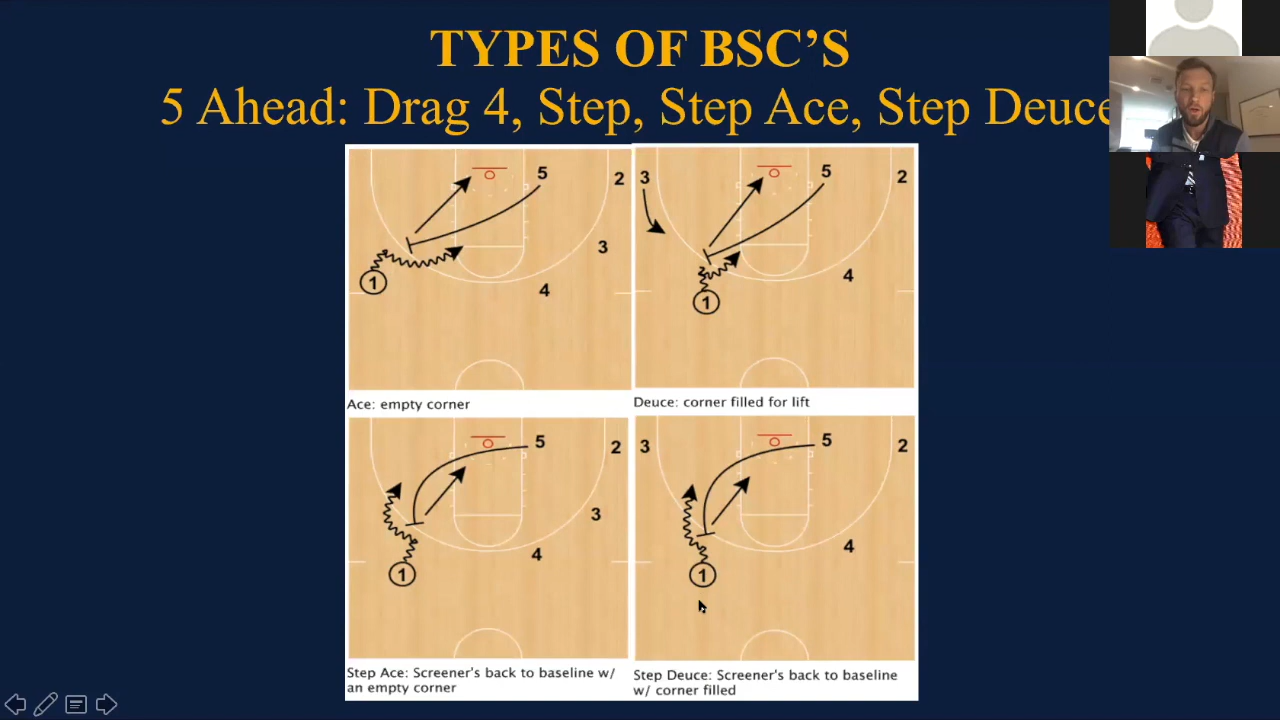 TYPES OF BSC'S
5 Ahead: Drag 4, Step, Step Ace, Step Deuce
5
2
3
1
4
Ace: empty corner
3
5
2
4
1
Deuce: corner filled for lift
5
2
3
4
1
Step Ace: Screener's back to baseline w/
an empty corner
3
5
2
4
1
Step Deuce: Screener's back to baseline
w/ corner filled